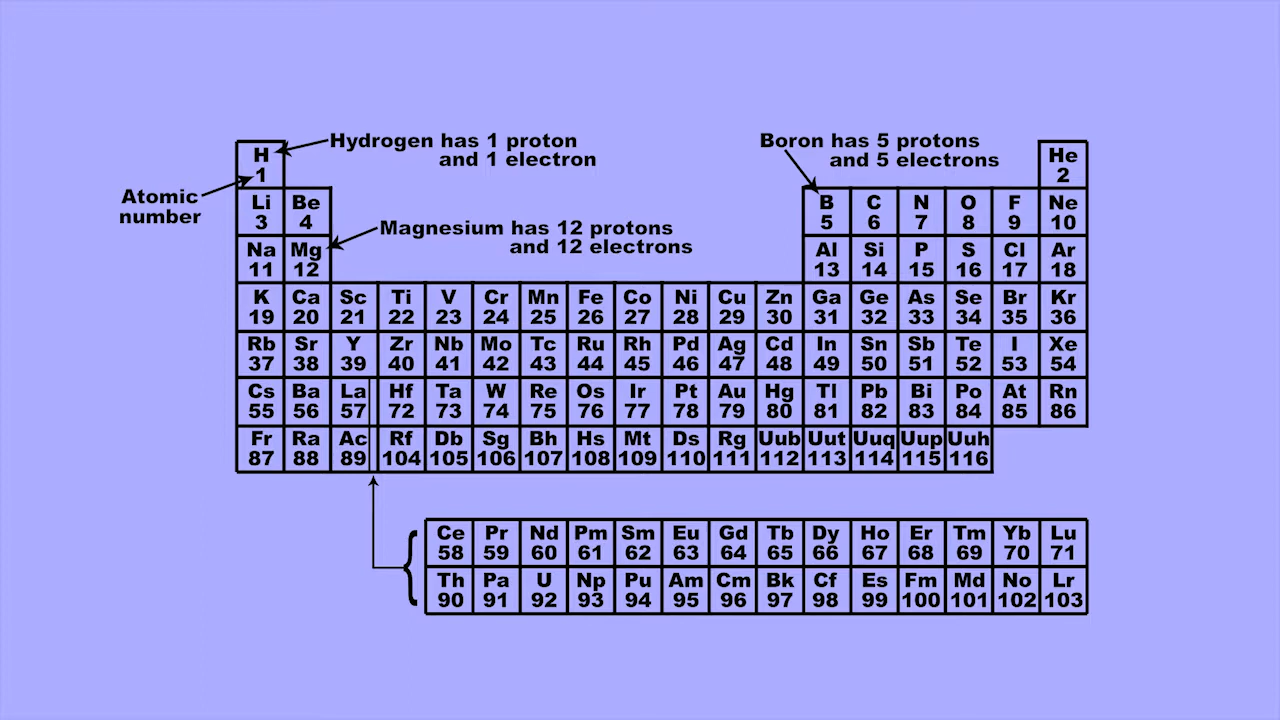 Hydrogen has 1 proton
and 1 electron
Boron has 5 protons
and 5 electrons
Atomic
number
Magnesium has 12 protons
and 12 electrons
H He
1 2
Li Be B C N O F Ne
3 4 5 6 7 8 9 10
Na Mg Al Si P S Cl Ar
11 12 13 14 15 16 17 18
K Ca Sc Ti V Cr Mn Fe Co Ni Cu Zn Ga Ge As Se Br Kr
19 20 21 22 23 24 25 26 27 28 29 30 31 32 33 34 35 36
Rb Sr Y Zr Nb Mo Tc Ru Rh Pd Ag Cd In Sn Sb Te I Xe
37 38 39 40 41 42 43 44 45 46 47 48 49 50 51 52 53 54
Cs Ba La Hf Ta W Re Os Ir Pt Au Hg Tl Pb Bi Po At Rn
55 56 57 72 73 74 75 76 77 78 79 80 81 82 83 84 85 86
Fr Ra Ac Rf Db Sg Bh Hs Mt Ds Rg Uub Uut Uuq Uup Uuh
87 88 89 104 105 106 107 108 109 110 111 112 113 114 115 116
Ce Pr Nd Pm Sm Eu Gd Tb Dy Ho Er Tm Yb Lu
58 59 60 61 62 63 64 65 66 67 68 69 70 71
Th Pa U Np Pu Am Cm Bk Cf Es Fm Md No Lr
90 91 92 93 94 95 96 97 98 99 100 101 102 103